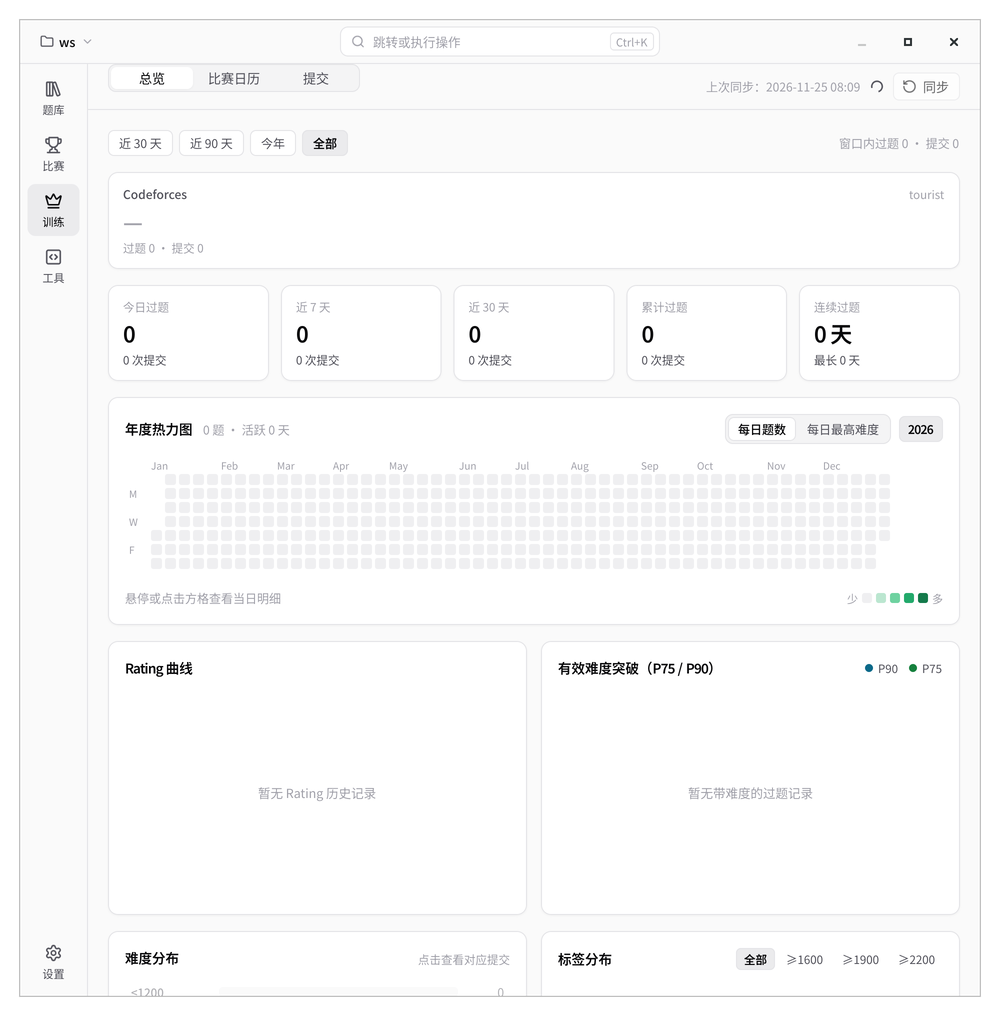 ws
跳转或执行操作
Ctrl+K
题库
比赛
训练
工具
设置
总览
比赛日历
提交
上次同步：2026-11-25 08:09
同步
近 30 天
近 90 天
今年
全部
窗口内过题 0 · 提交 0
Codeforces
tourist
—
过题 0 · 提交 0
今日过题
0
0 次提交
近 7 天
0
0 次提交
近 30 天
0
0 次提交
累计过题
0
0 次提交
连续过题
0 天
最长 0 天
年度热力图
0 题 · 活跃 0 天
每日题数
每日最高难度
2026
Jan Feb Mar Apr May Jun Jul Aug Sep Oct Nov Dec
M
W
F
悬停或点击方格查看当日明细
少
多
Rating 曲线
暂无 Rating 历史记录
有效难度突破（P75 / P90）
P90
P75
暂无带难度的过题记录
难度分布
点击查看对应提交
<1200
0
标签分布
全部
≥1600
≥1900
≥2200